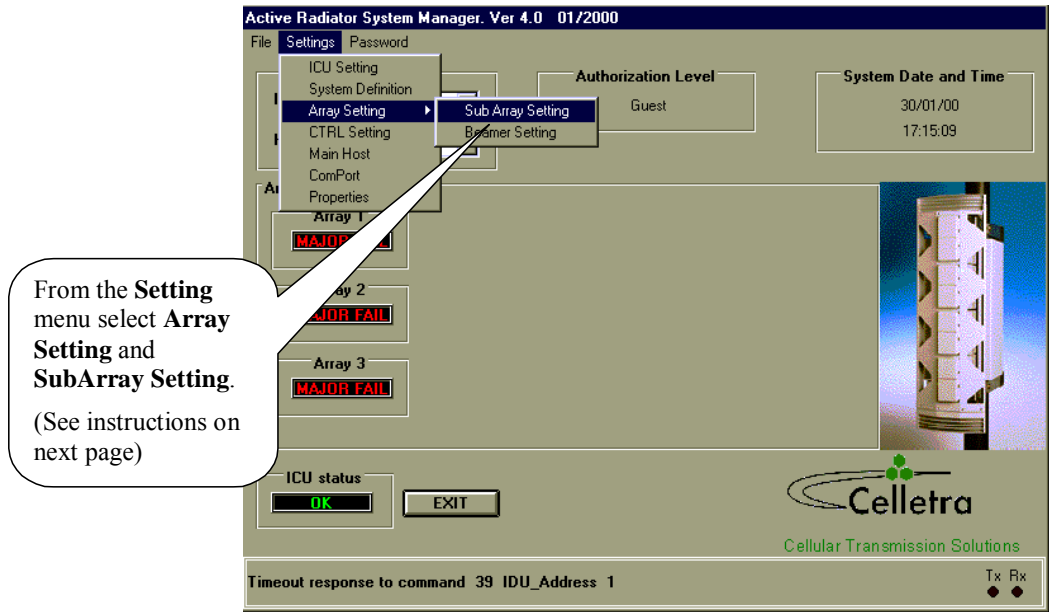 Active Radiator System Manager. Ver 4.0 01/2000
File Settings Password
ICU Setting
System Definition
Array Setting
CTRL Setting
Main Host
ComPort
Properties
Sub Array Setting
Beamer Setting
Authorization Level
Guest
System Date and Time
30/01/00
17:15:09
Array 1
MAJOR FAIL
Array 2
MAJOR FAIL
Array 3
MAJOR FAIL
From the Setting
menu select Array
Setting and
SubArray Setting.
(See instructions on
next page)
ICU status
OK
EXIT
Celletra
Cellular Transmission Solutions
Timeout response to command 39 IDU_Address 1
Tx Rx